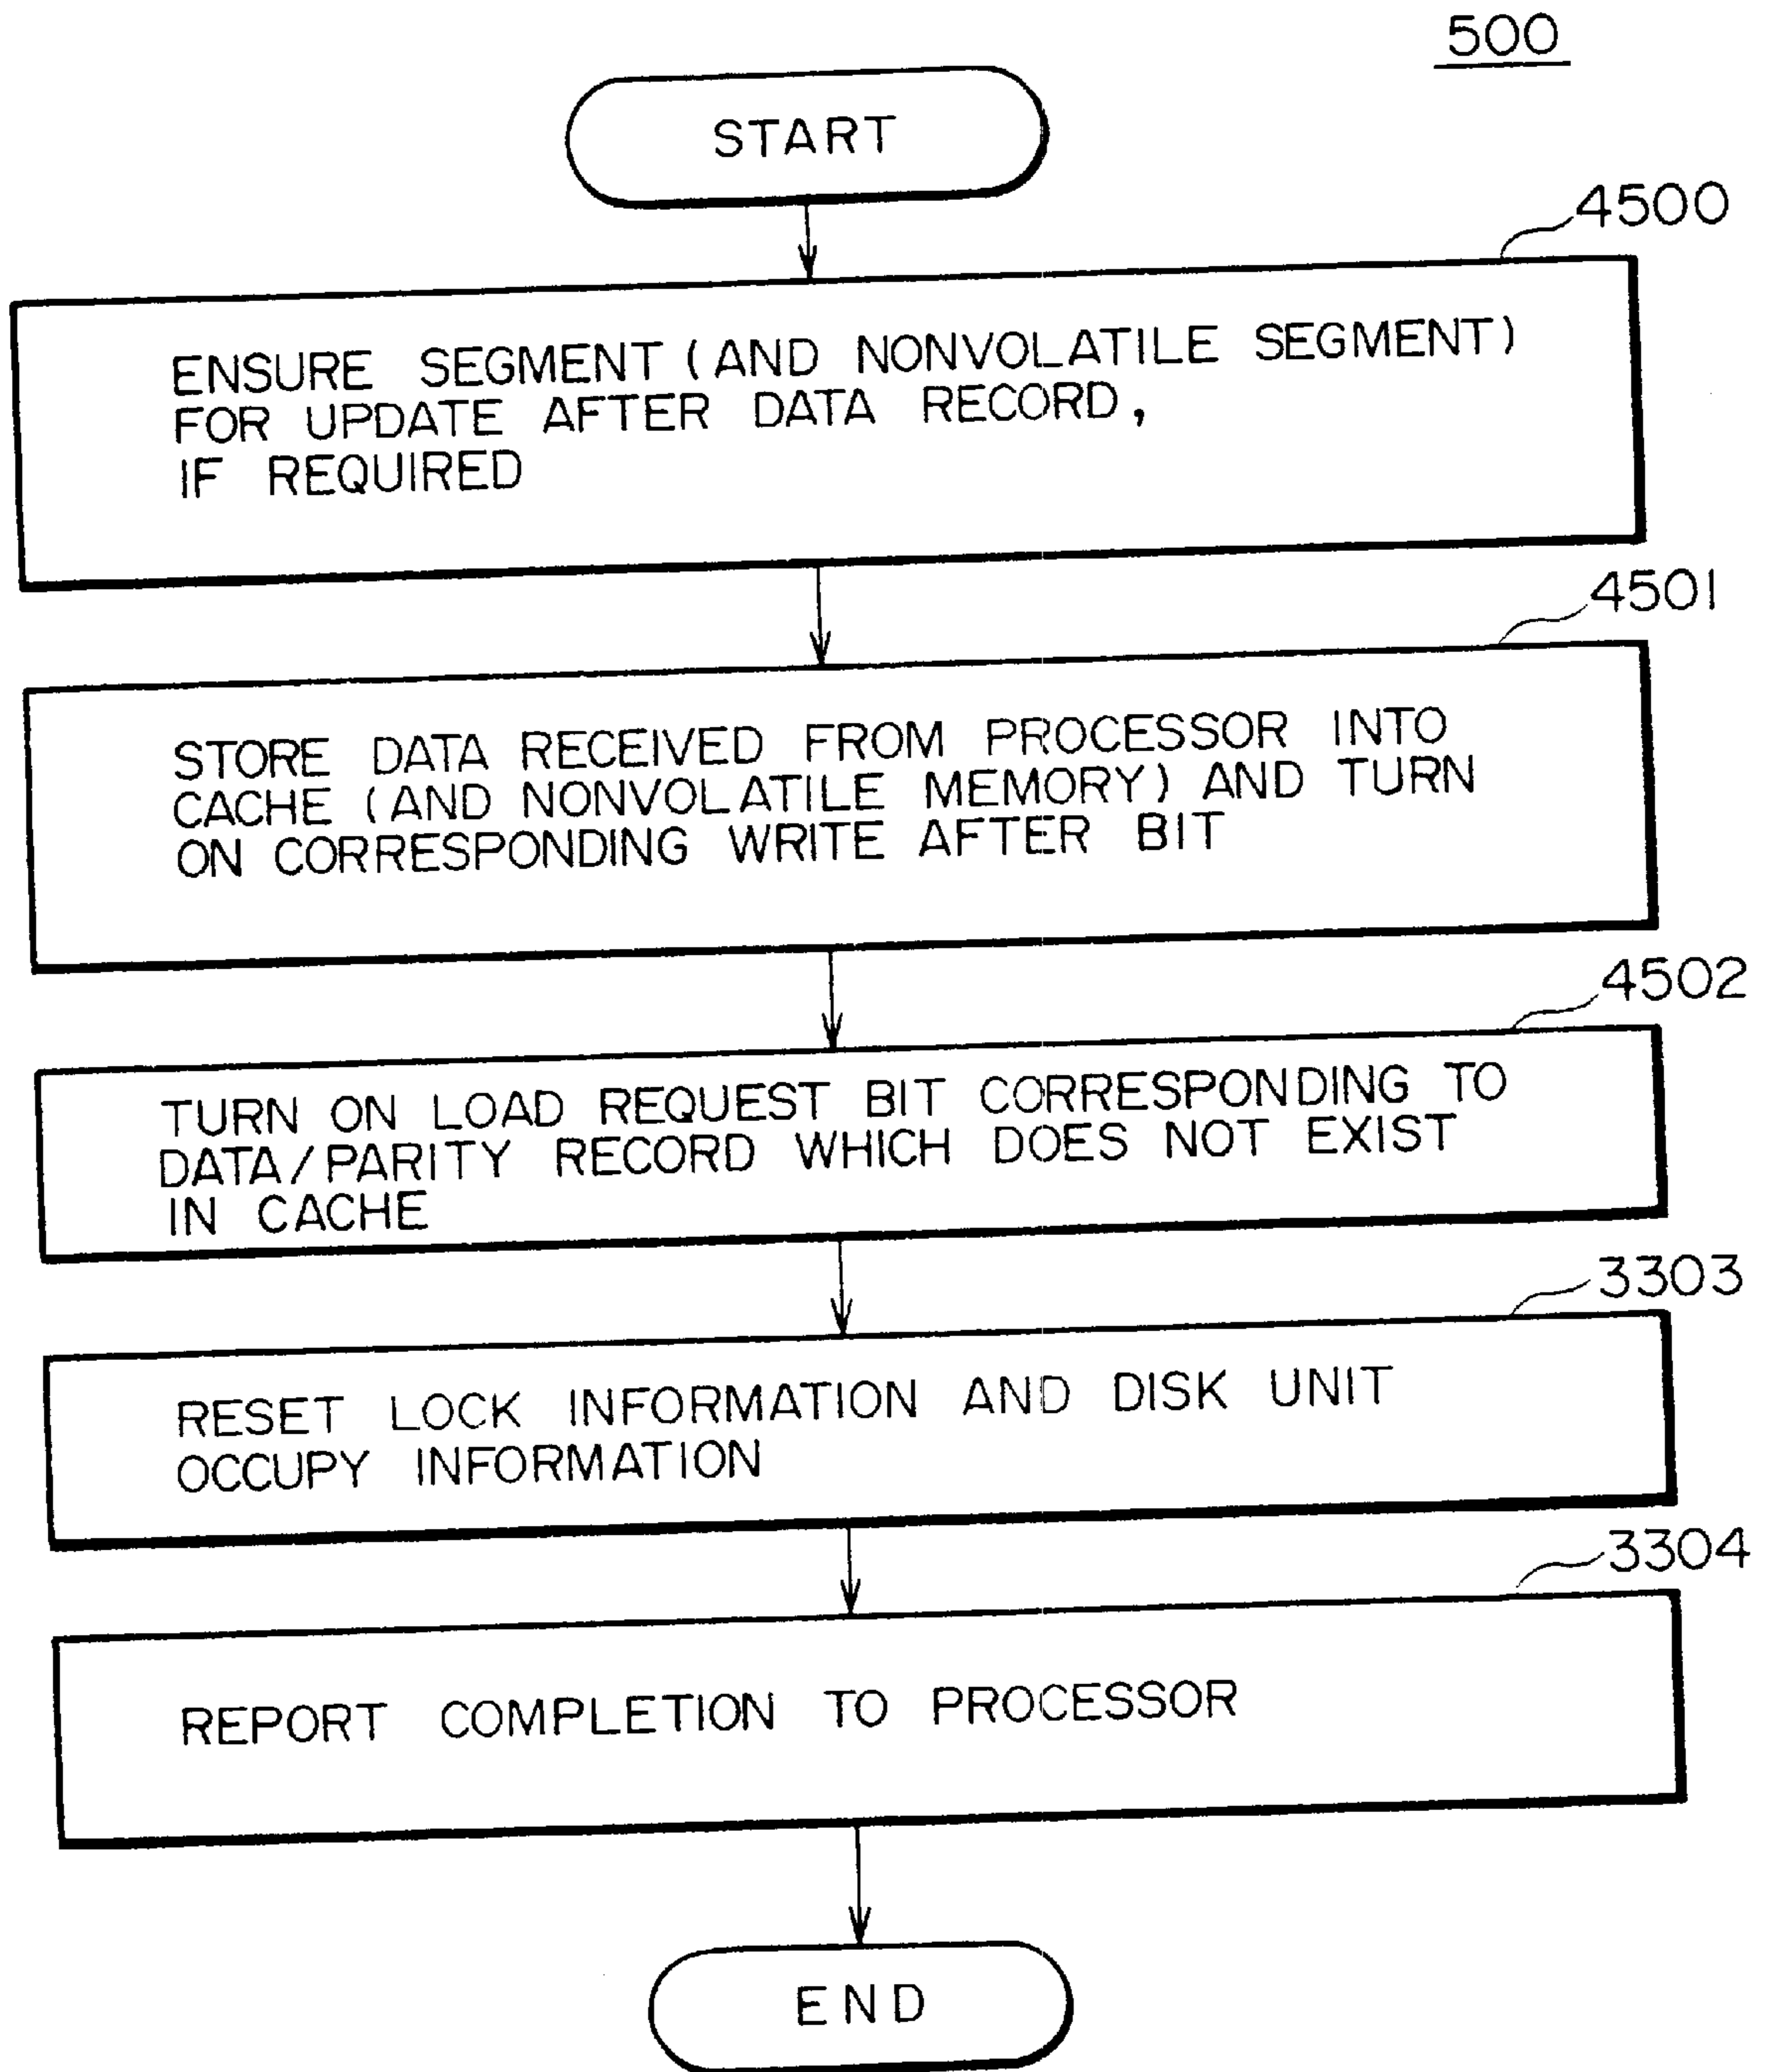 500
START
4500
ENSURE SEGMENT (AND NONVOLATILE SEGMENT)
FOR UPDATE AFTER DATA RECORD,
IF REQUIRED
4501
STORE DATA RECEIVED FROM PROCESSOR INTO
CACHE (AND NONVOLATILE MEMORY) AND TURN
ON CORRESPONDING WRITE AFTER BIT
4502
TURN ON LOAD REQUEST BIT CORRESPONDING TO
DATA/PARITY RECORD WHICH DOES NOT EXIST
IN CACHE
3303
RESET LOCK INFORMATION AND DISK UNIT
OCCUPY INFORMATION
3304
REPORT COMPLETION TO PROCESSOR
END